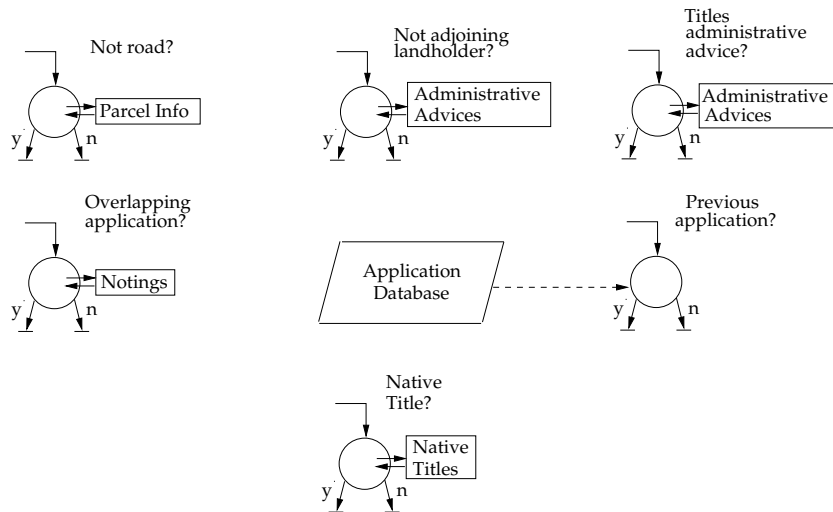 Not road?
Parcel Info
y
n
Not adjoining
landholder?
Administrative
Advices
y
n
Titles
administrative
advice?
Administrative
Advices
y
n
Overlapping
application?
Notings
y
n
Application
Database
Previous
application?
y
n
Native
Title?
Native
Titles
y
n